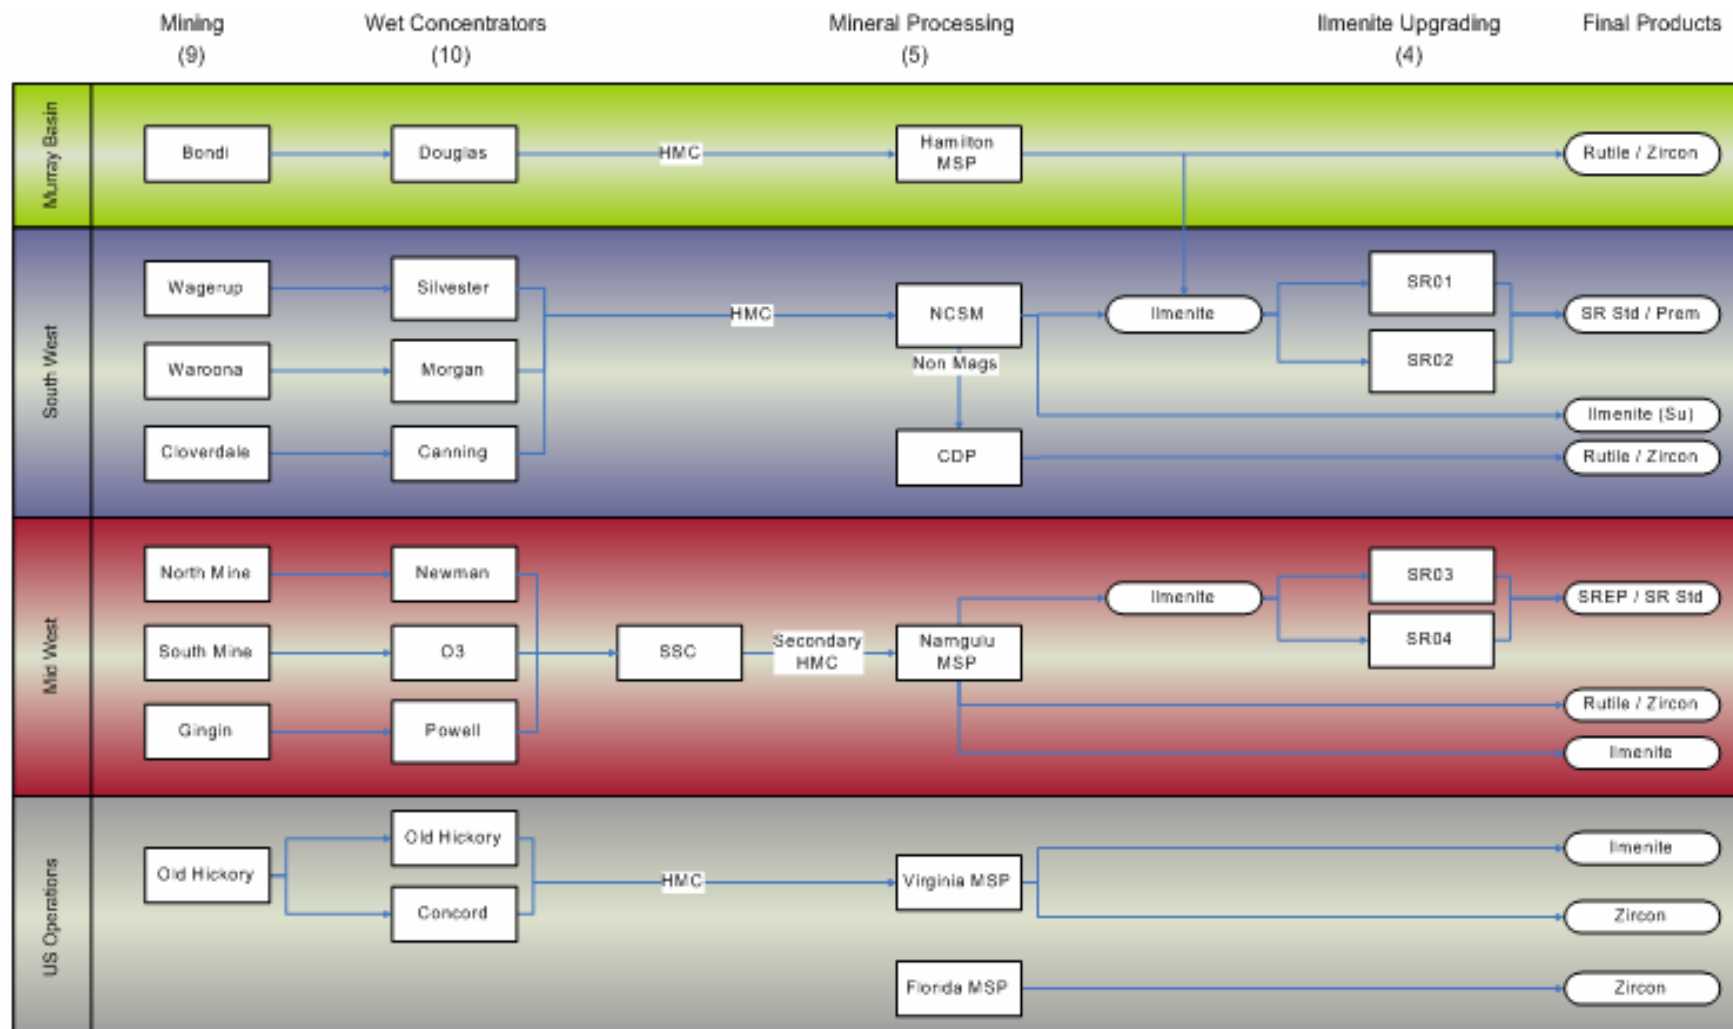 Mining
(9)
Wet Concentrators
(10)
Mineral Processing
(5)
Ilmenite Upgrading
(4)
Final Products
Murray Basin
Bondi
Douglas
HMC
Hamilton
MSP
Rutile / Zircon
South West
Wagerup
Silvester
Waroona
Morgan
Cloverdale
Canning
HMC
NCSM
Non Mags
CDP
Ilmenite
SR01
SR02
SR Std / Prem
Ilmenite (Su)
Rutile / Zircon
Mid West
North Mine
Newman
South Mine
O3
Gingin
Powell
SSC
Secondary
HMC
Namgulu
MSP
Ilmenite
SR03
SR04
SREP / SR Std
Rutile / Zircon
Ilmenite
US Operations
Old Hickory
Old Hickory
Concord
HMC
Virginia MSP
Ilmenite
Zircon
Florida MSP
Zircon